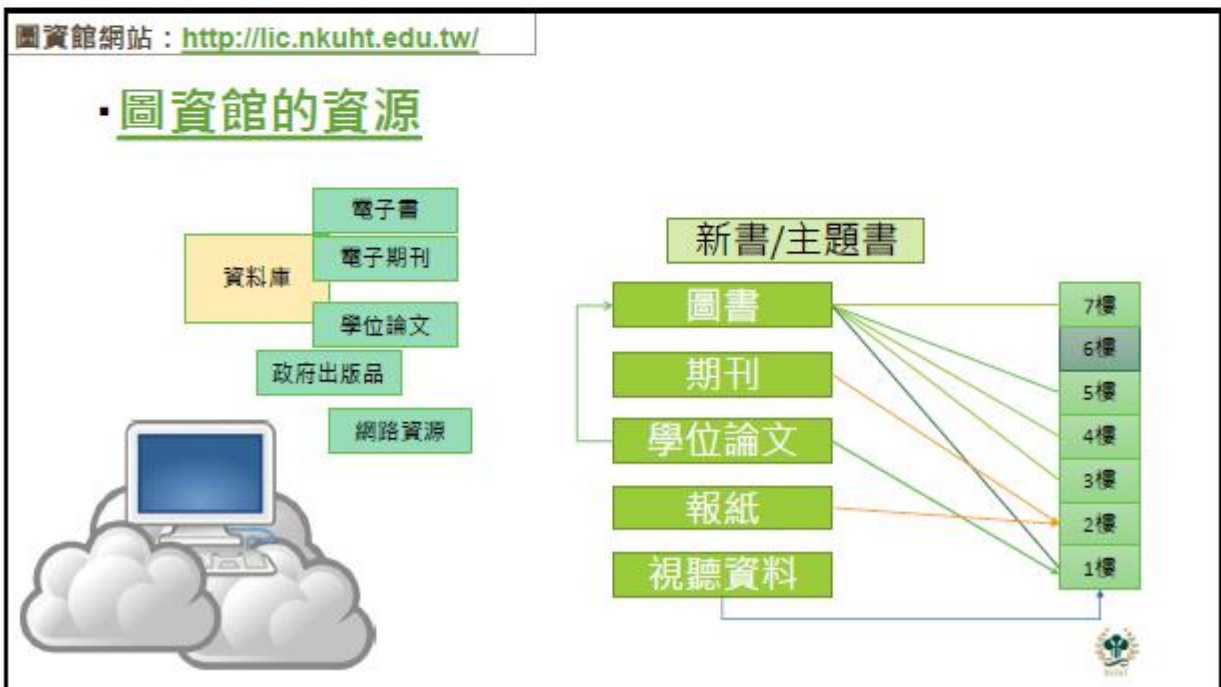 圖資館網站：http://lic.nkuht.edu.tw/
▪圖資館的資源
電子書
電子期刊
資料庫
學位論文
政府出版品
網路資源
新書/主題書
圖書
期刊
學位論文
報紙
視聽資料
7樓
6樓
5樓
4樓
3樓
2樓
1樓